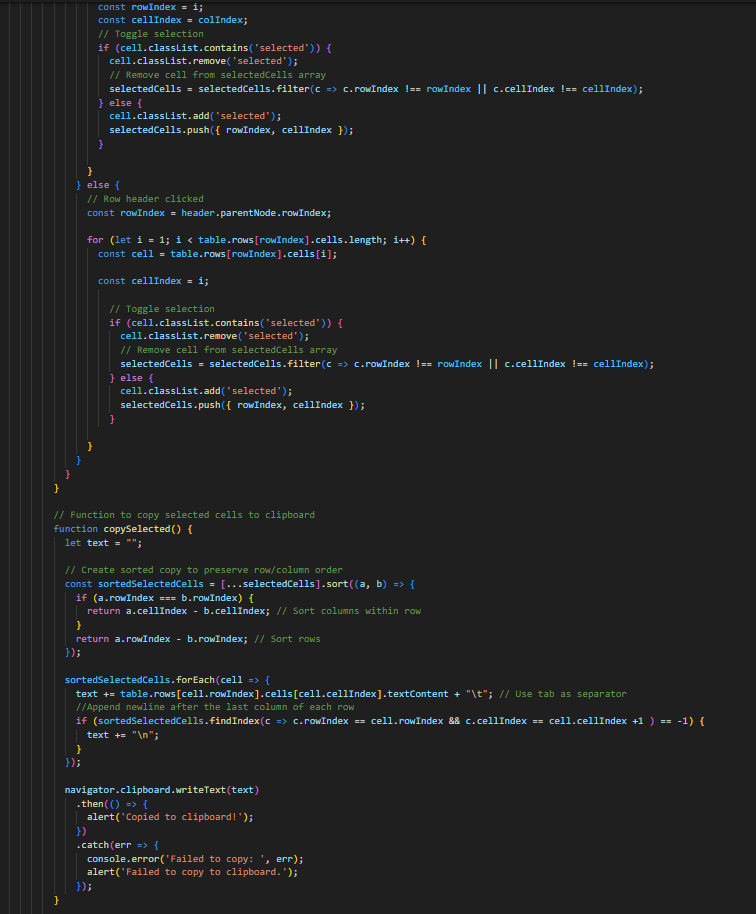 const rowIndex = i;
const cellIndex = colIndex;
// Toggle selection
if (cell.classList.contains('selected')) {
cell.classList.remove('selected');
// Remove cell from selectedCells array
selectedCells = selectedCells.filter(c => c.rowIndex !== rowIndex || c.cellIndex !== cellIndex);
} else {
cell.classList.add('selected');
selectedCells.push({ rowIndex, cellIndex });
}
}
} else {
// Row header clicked
const rowIndex = header.parentNode.rowIndex;
for (let i = 1; i < table.rows[rowIndex].cells.length; i++) {
const cell = table.rows[rowIndex].cells[i];
const cellIndex = i;
// Toggle selection
if (cell.classList.contains('selected')) {
cell.classList.remove('selected');
// Remove cell from selectedCells array
selectedCells = selectedCells.filter(c => c.rowIndex !== rowIndex || c.cellIndex !== cellIndex);
} else {
cell.classList.add('selected');
selectedCells.push({ rowIndex, cellIndex });
}
}
}
}
}
// Function to copy selected cells to clipboard
function copySelected() {
let text = "";
// Create sorted copy to preserve row/column order
const sortedSelectedCells = [...selectedCells].sort((a, b) => {
if (a.rowIndex === b.rowIndex) {
return a.cellIndex - b.cellIndex; // Sort columns within row
}
return a.rowIndex - b.rowIndex; // Sort rows
});
sortedSelectedCells.forEach(cell => {
text += table.rows[cell.rowIndex].cells[cell.cellIndex].textContent + "\t"; // Use tab as separator
//Append newline after the last column of each row
if (sortedSelectedCells.findIndex(c => c.rowIndex == cell.rowIndex && c.cellIndex == cell.cellIndex +1 ) == -1) {
text += "\n";
}
});
navigator.clipboard.writeText(text)
.then(() => {
alert('Copied to clipboard!');
})
.catch(err => {
console.error('Failed to copy: ', err);
alert('Failed to copy to clipboard.');
});
}